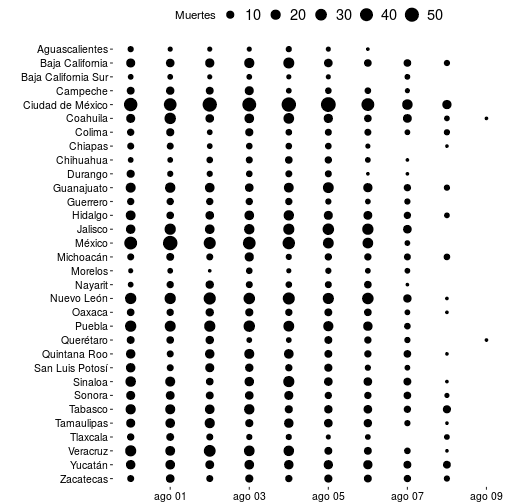 Muertes 10 20 30 40 50
Aguascalientes
Baja California
Baja California Sur
Campeche
Ciudad de México
Coahuila
Colima
Chiapas
Chihuahua
Durango
Guanajuato
Guerrero
Hidalgo
Jalisco
México
Michoacán
Morelos
Nayarit
Nuevo León
Oaxaca
Puebla
Querétaro
Quintana Roo
San Luis Potosí
Sinaloa
Sonora
Tabasco
Tamaulipas
Tlaxcala
Veracruz
Yucatán
Zacatecas
ago 01 ago 03 ago 05 ago 07 ago 09